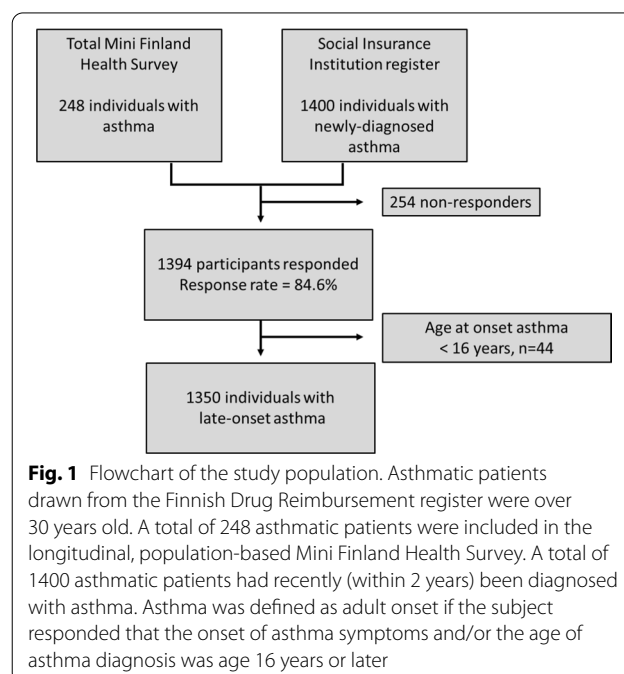 Total Mini Finland
Health Survey
248 individuals with
asthma
Social Insurance
Institution register
1400 individuals with
newly-diagnosed
asthma
254 non-responders
1394 participants responded
Response rate = 84.6%
Age at onset asthma
< 16 years, n=44
1350 individuals with
late-onset asthma
Fig. 1 Flowchart of the study population. Asthmatic patients
drawn from the Finnish Drug Reimbursement register were over
30 years old. A total of 248 asthmatic patients were included in the
longitudinal, population-based Mini Finland Health Survey. A total of
1400 asthmatic patients had recently (within 2 years) been diagnosed
with asthma. Asthma was defined as adult onset if the subject
responded that the onset of asthma symptoms and/or the age of
asthma diagnosis was age 16 years or later